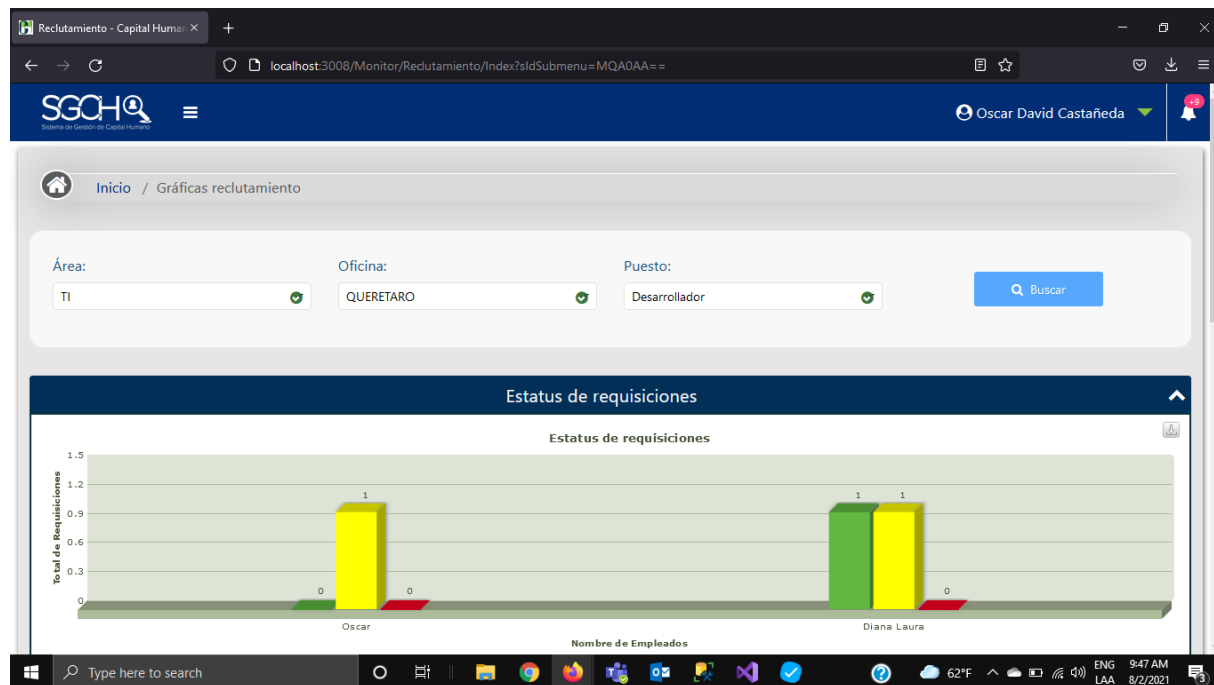 Reclutamiento - Capital Human
localhost:3008/Monitor/Reclutamiento/Index?sIdSubmenu=MQA0AA==
SGCH
Sistema de Gestión de Capital Humano
Oscar David Castañeda
+9
Inicio / Gráficas reclutamiento
Área: Oficina: Puesto:
TI QUERETARO Desarrollador Buscar
Estatus de requisiciones
Estatus de requisiciones
Total de Requisiciones
1.5
1.2
0.9
0.6
0.3
0
0 1 0
1 1 0
Oscar Diana Laura
Nombre de Empleados
Type here to search
62°F
ENG
LAA
9:47 AM
8/2/2021
3